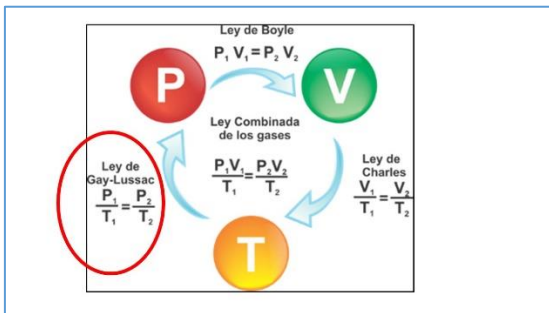 Ley de Boyle
P₁ V₁ = P₂ V₂
P
V
Ley Combinada
de los gases
P₁V₁ = P₂V₂
T₁ T₂
Ley de
Gay-Lussac
P₁ = P₂
T₁ T₂
Ley de
Charles
V₁ = V₂
T₁ T₂
T